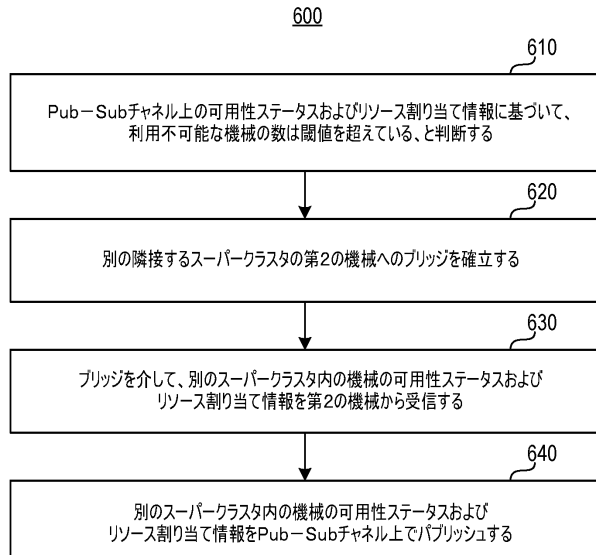 600
610
Pub－Subチャネル上の可用性ステータスおよびリソース割り当て情報に基づいて、
利用不可能な機械の数は閾値を超えている、と判断する
620
別の隣接するスーパークラスタの第2の機械へのブリッジを確立する
630
ブリッジを介して、別のスーパークラスタ内の機械の可用性ステータスおよび
リソース割り当て情報を第2の機械から受信する
640
別のスーパークラスタ内の機械の可用性ステータスおよび
リソース割り当て情報をPub－Subチャネル上でパブリッシュする